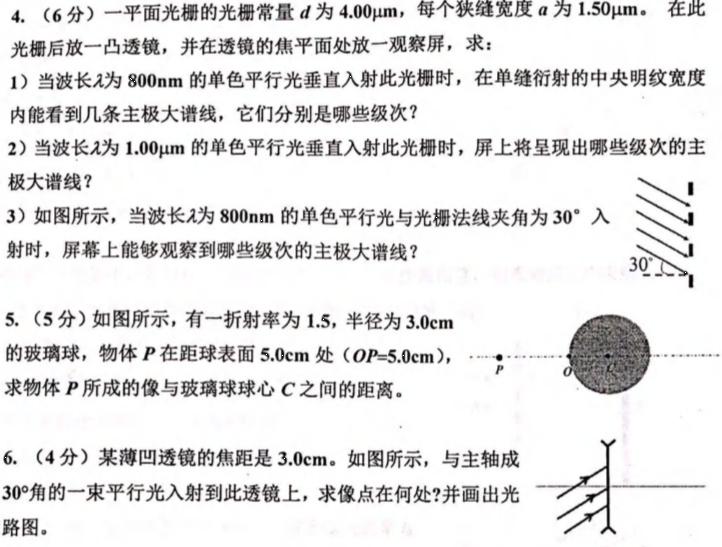 4. （6 分）一平面光栅的光栅常量 d 为 4.00μm，每个狭缝宽度 a 为 1.50μm。 在此
光栅后放一凸透镜，并在透镜的焦平面处放一观察屏，求：
1）当波长λ为 800nm 的单色平行光垂直入射此光栅时，在单缝衍射的中央明纹宽度
内能看到几条主极大谱线，它们分别是哪些级次？
2）当波长λ为 1.00μm 的单色平行光垂直入射此光栅时，屏上将呈现出哪些级次的主
极大谱线？
3）如图所示，当波长λ为 800nm 的单色平行光与光栅法线夹角为 30° 入
射时，屏幕上能够观察到哪些级次的主极大谱线？
30°
5. （5 分）如图所示，有一折射率为 1.5，半径为 3.0cm
的玻璃球，物体 P 在距球表面 5.0cm 处（OP=5.0cm），
求物体 P 所成的像与玻璃球球心 C 之间的距离。
P O C
6. （4 分）某薄凹透镜的焦距是 3.0cm。如图所示，与主轴成
30°角的一束平行光入射到此透镜上，求像点在何处?并画出光
路图。